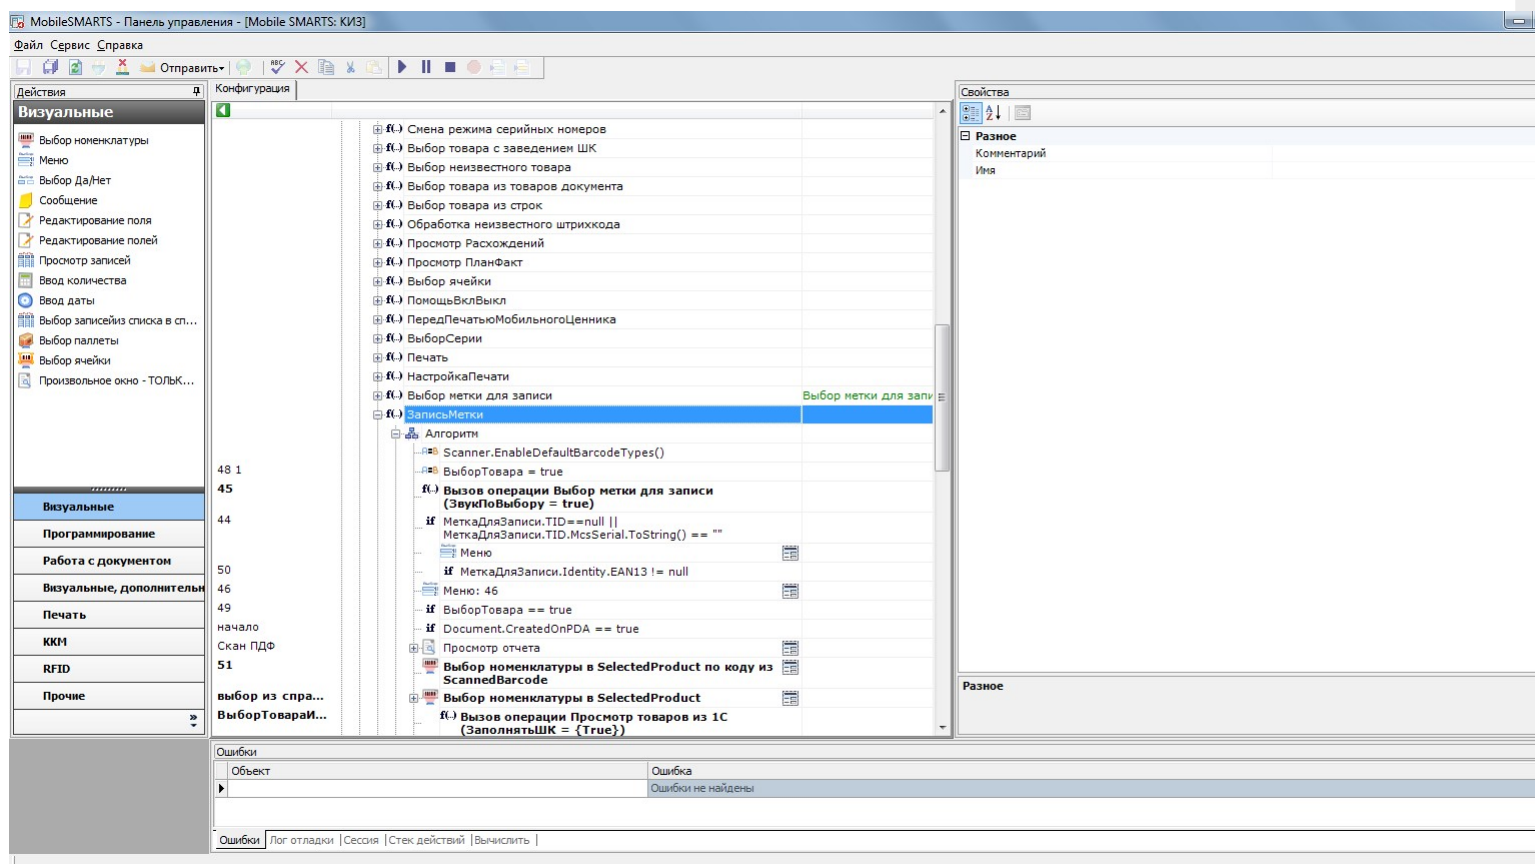 MobileSMARTS - Панель управления - [Mobile SMARTS: КИЗ]
Файл Сервис Справка
Отправить
Действия
Визуальные
Выбор номенклатуры
Меню
Выбор Да/Нет
Сообщение
Редактирование поля
Редактирование полей
Просмотр записей
Ввод количества
Ввод даты
Выбор записейиз списка в сп...
Выбор паллеты
Выбор ячейки
Произвольное окно - ТОЛЬК...
Визуальные
Программирование
Работа с документом
Визуальные, дополнительн
Печать
ККМ
RFID
Прочие
Конфигурация
f(..) Смена режима серийных номеров
f(..) Выбор товара с заведением ШК
f(..) Выбор неизвестного товара
f(..) Выбор товара из товаров документа
f(..) Выбор товара из строк
f(..) Обработка неизвестного штрихкода
f(..) Просмотр Расхождений
f(..) Просмотр ПланФакт
f(..) Выбор ячейки
f(..) ПомощьВклВыкл
f(..) ПередПечатьюМобильногоЦенника
f(..) ВыборСерии
f(..) Печать
f(..) НастройкаПечати
f(..) Выбор метки для записи Выбор метки для запи
f(..) ЗаписьМетки
Алгоритм
Scanner.EnableDefaultBarcodeTypes()
48 1 ВыборТовара = true
45 f(..) Вызов операции Выбор метки для записи
(ЗвукПоВыбору = true)
44 if МеткаДляЗаписи.TID==null ||
МеткаДляЗаписи.TID.McsSerial.ToString() == ""
Меню
50 if МеткаДляЗаписи.Identity.EAN13 != null
46 Меню: 46
49 if ВыборТовара == true
начало if Document.CreatedOnPDA == true
Скан ПДФ Просмотр отчета
51 Выбор номенклатуры в SelectedProduct по коду из
ScannedBarcode
выбор из спра... Выбор номенклатуры в SelectedProduct
ВыборТовараИ... f(..) Вызов операции Просмотр товаров из 1С
(ЗаполнятьШК = {True})
Свойства
Разное
Комментарий
Имя
Разное
Ошибки
Объект Ошибка
Ошибки не найдены
Ошибки Лог отладки Сессия Стек действий Вычислить